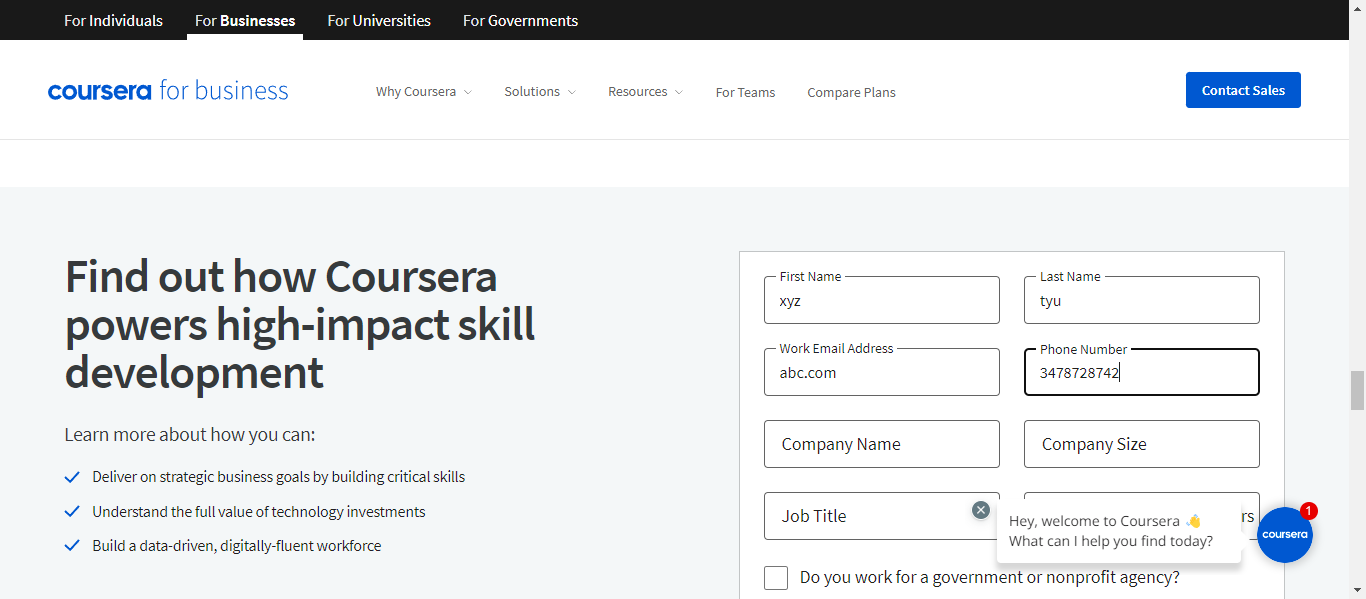 For Individuals For Businesses For Universities For Governments
coursera for business Why Coursera Solutions Resources For Teams Compare Plans Contact Sales
Find out how Coursera
powers high-impact skill
development
Learn more about how you can:
Deliver on strategic business goals by building critical skills
Understand the full value of technology investments
Build a data-driven, digitally-fluent workforce
First Name Last Name
xyz tyu
Work Email Address Phone Number
abc.com 3478728742
Company Name Company Size
Job Title
Hey, welcome to Coursera 👋
What can I help you find today?
coursera 1
Do you work for a government or nonprofit agency?